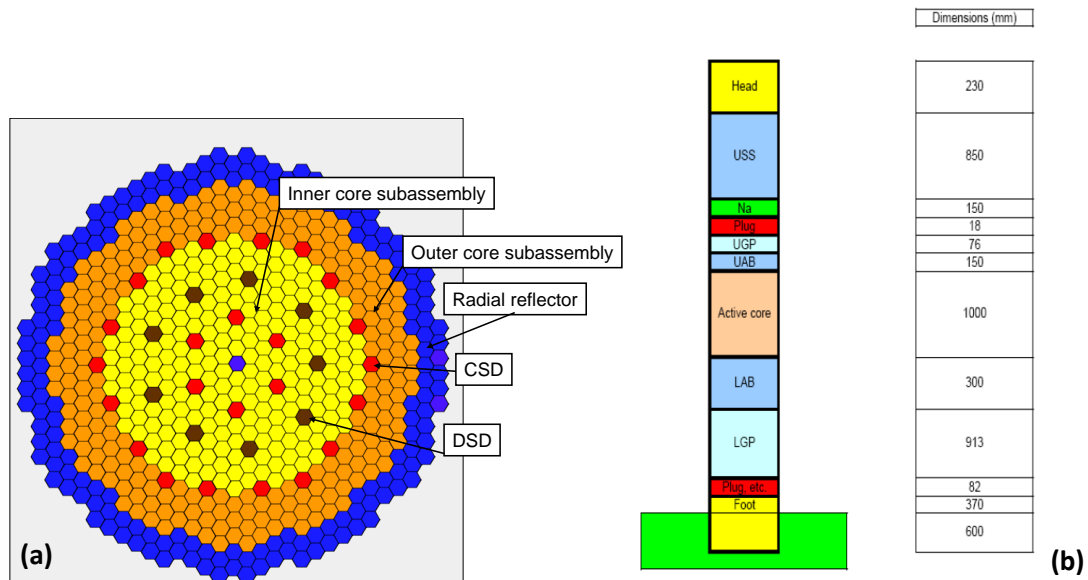 Inner core subassembly
Outer core subassembly
Radial reflector
CSD
DSD
(a)
Dimensions (mm)
Head 230
USS 850
Na 150
Plug 18
UGP 76
UAB 150
Active core 1000
LAB 300
LGP 913
Plug, etc. 82
Foot 370
600
(b)